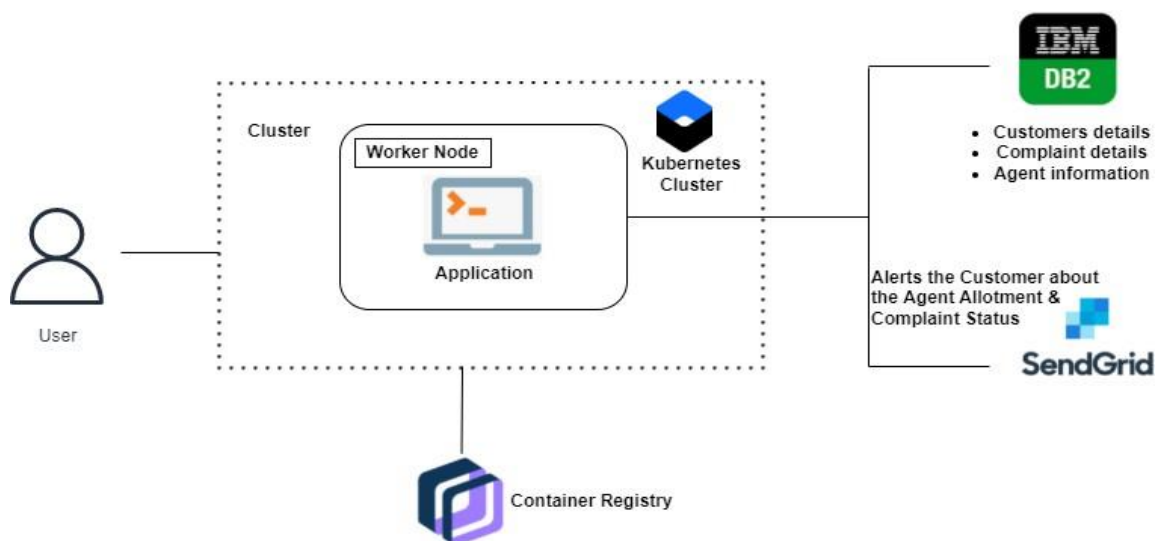 IBM
DB2
• Customers details
• Complaint details
• Agent information
Cluster
Worker Node
Kubernetes
Cluster
Application
User
Alerts the Customer about
the Agent Allotment &
Complaint Status
SendGrid
Container Registry